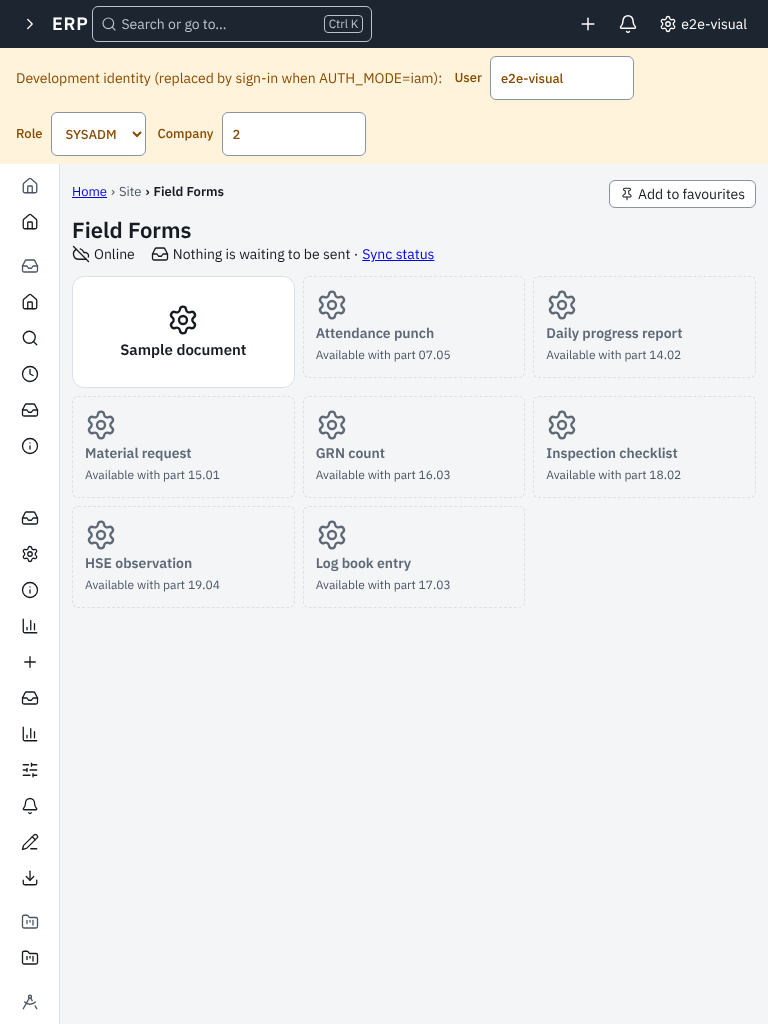 ERP
Search or go to...
Ctrl K
e2e-visual
Development identity (replaced by sign-in when AUTH_MODE=iam):
User
e2e-visual
Role
SYSADM
Company
2
Home › Site › Field Forms
Add to favourites
Field Forms
Online
Nothing is waiting to be sent · Sync status
Sample document
Attendance punch
Available with part 07.05
Daily progress report
Available with part 14.02
Material request
Available with part 15.01
GRN count
Available with part 16.03
Inspection checklist
Available with part 18.02
HSE observation
Available with part 19.04
Log book entry
Available with part 17.03